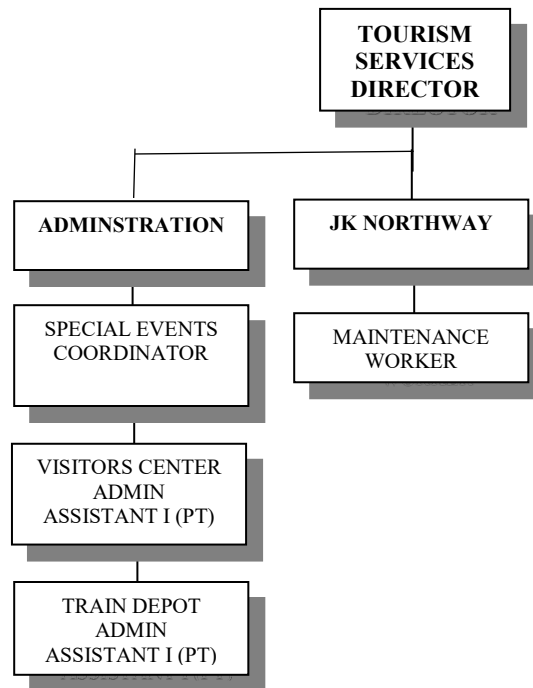 TOURISM
SERVICES
DIRECTOR
ADMINSTRATION
JK NORTHWAY
SPECIAL EVENTS
COORDINATOR
MAINTENANCE
WORKER
VISITORS CENTER
ADMIN
ASSISTANT I (PT)
TRAIN DEPOT
ADMIN
ASSISTANT I (PT)